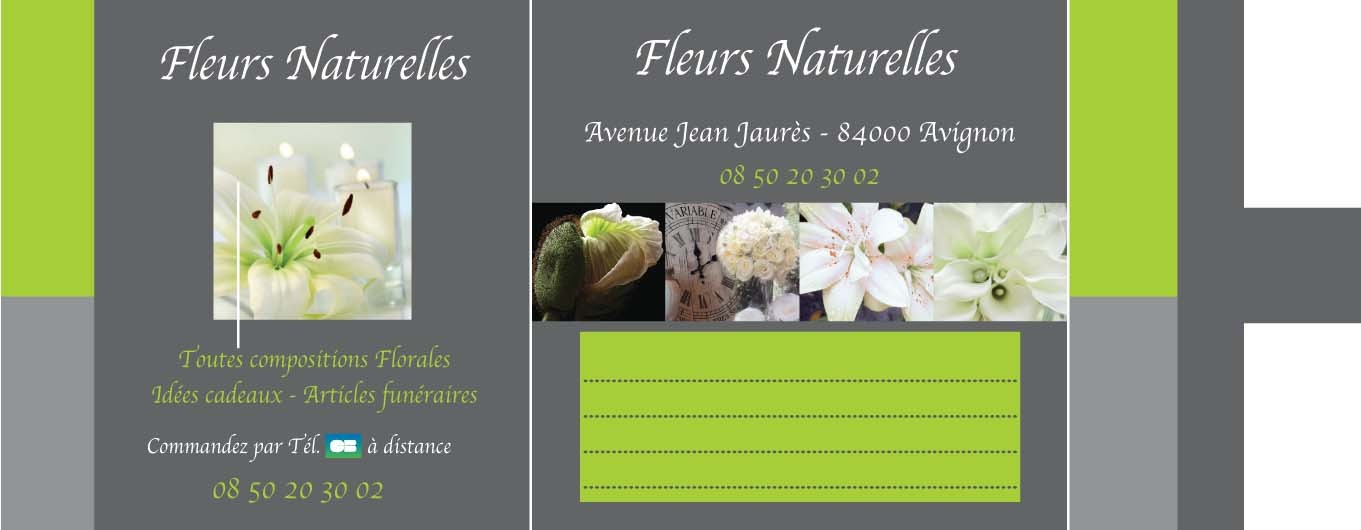 Fleurs Naturelles
Toutes compositions Florales
Idées cadeaux - Articles funéraires
Commandez par Tél. CB à distance
08 50 20 30 02
Fleurs Naturelles
Avenue Jean Jaurès - 84000 Avignon
08 50 20 30 02
VARIABLE